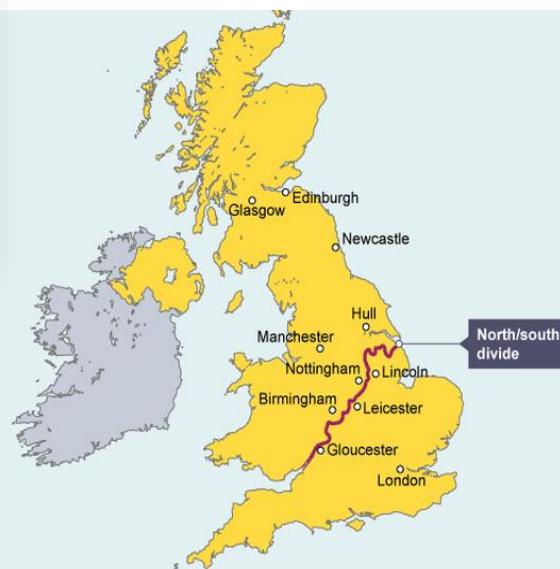 Edinburgh
Glasgow
Newcastle
Hull
North/south
divide
Manchester
Nottingham
Lincoln
Birmingham
Leicester
Gloucester
London